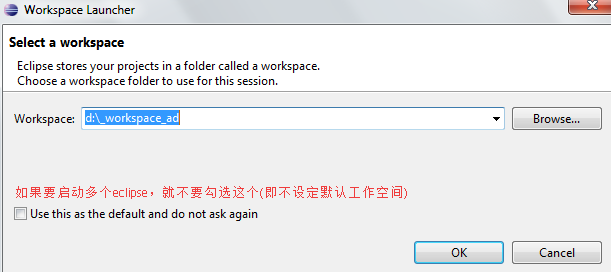 Workspace Launcher
Select a workspace
Eclipse stores your projects in a folder called a workspace.
Choose a workspace folder to use for this session.
Workspace: d:\_workspace_ad Browse...
如果要启动多个eclipse，就不要勾选这个(即不设定默认工作空间)
Use this as the default and do not ask again
OK Cancel